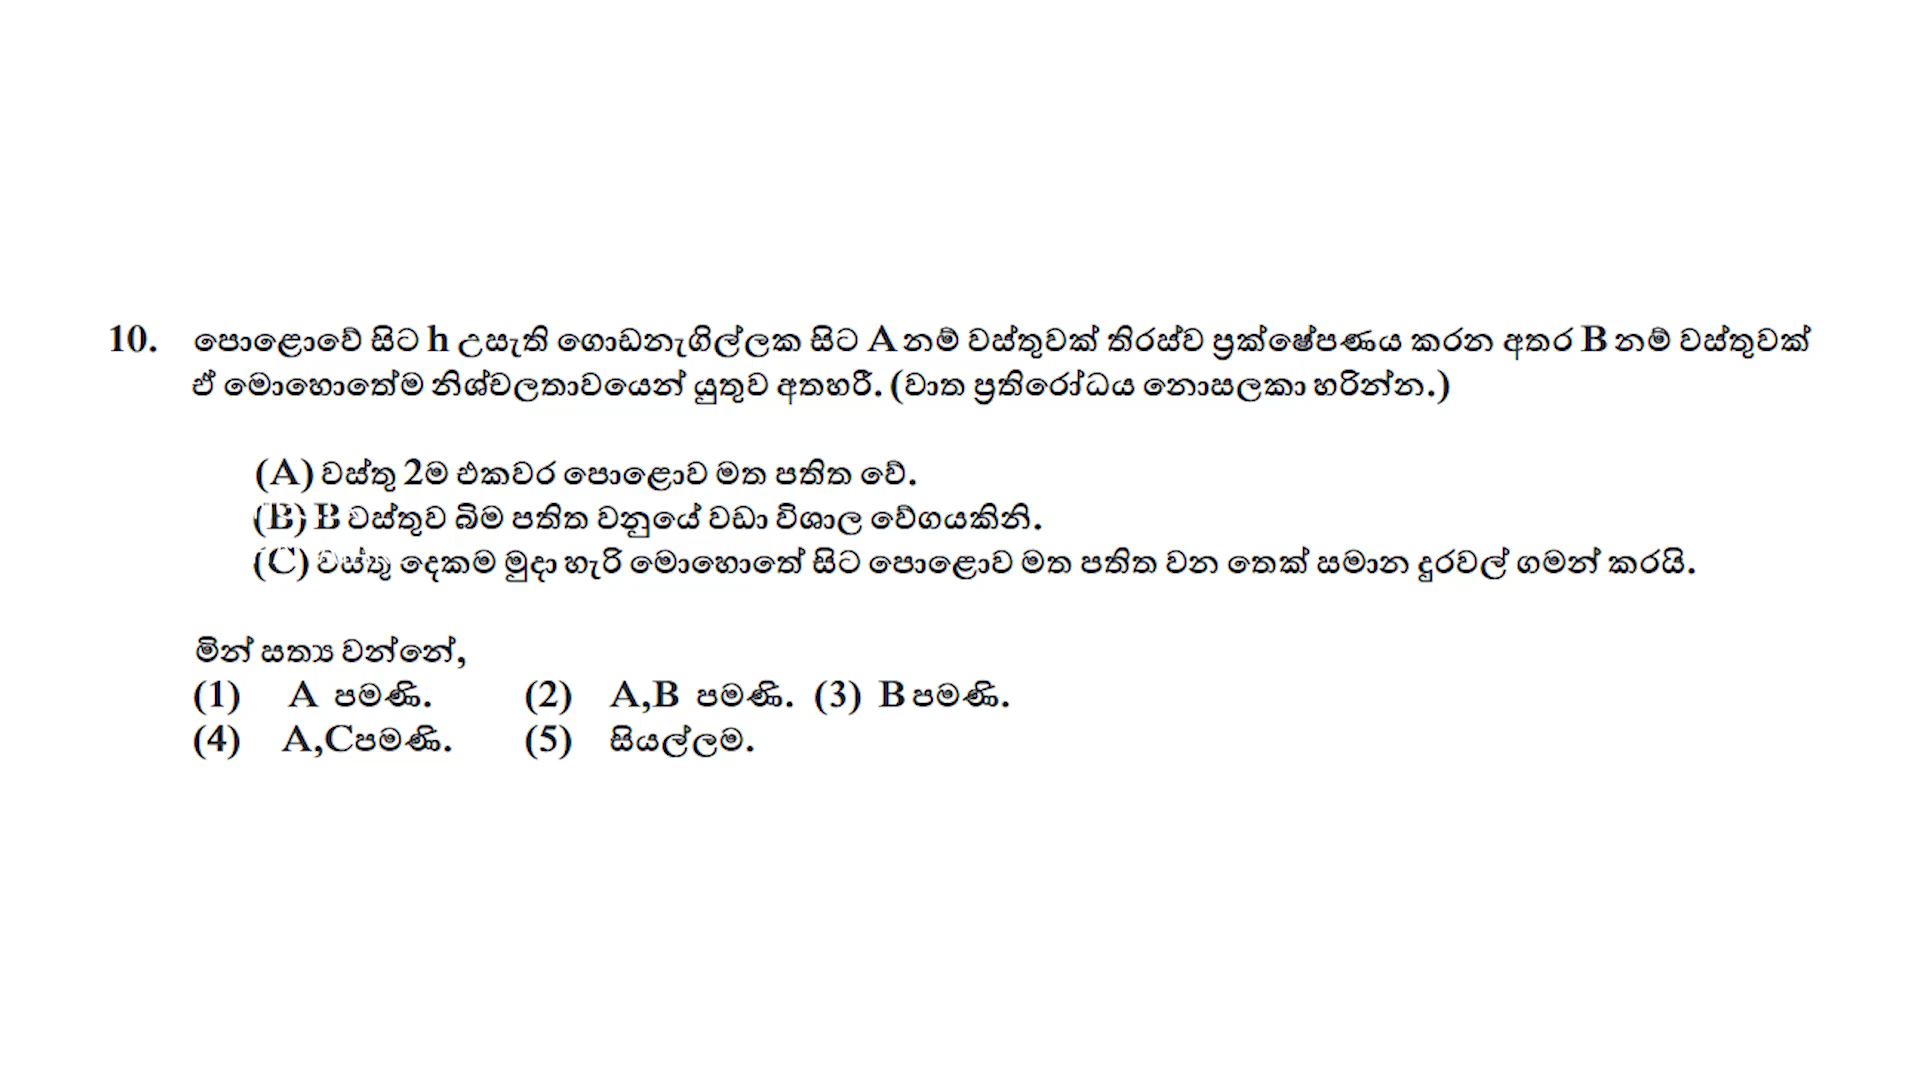 10. පොළොවේ සිට h උසැති ගොඩනැගිල්ලක සිට A නම් වස්තුවක් තිරස්ව ප්‍රක්ෂේපණය කරන අතර B නම් වස්තුවක්
ඒ මොහොතේම නිශ්චලතාවයෙන් යුතුව අතහරී. (වාත ප්‍රතිරෝධය නොසලකා හරින්න.)
(A) වස්තු 2ම එකවර පොළොව මත පතිත වේ.
(B) B වස්තුව බිම පතිත වනුයේ වඩා විශාල වේගයකිනි.
(C) වස්තු දෙකම මුදා හැරි මොහොතේ සිට පොළොව මත පතිත වන තෙක් සමාන දුරවල් ගමන් කරයි.
මින් සත්‍ය වන්නේ,
(1) A පමණි. (2) A,B පමණි. (3) B පමණි.
(4) A,Cපමණි. (5) සියල්ලම.